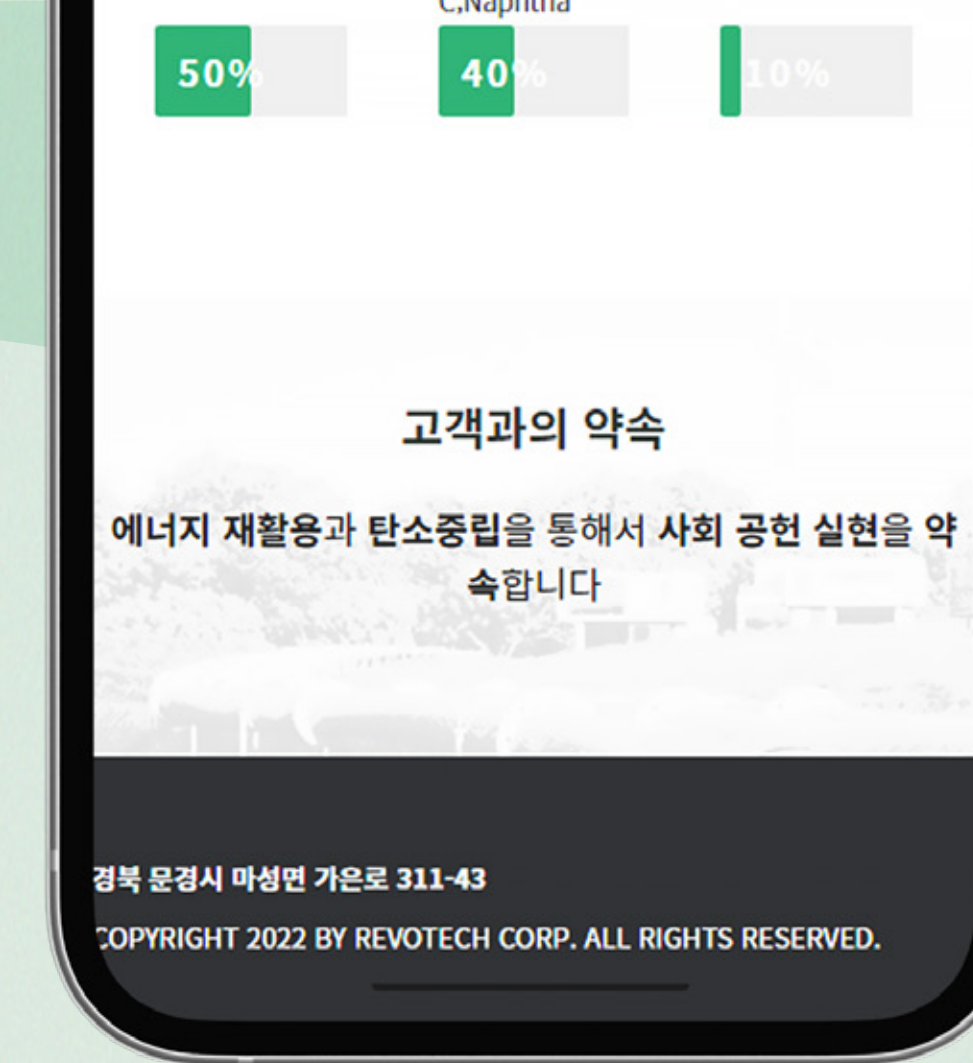 C,Naphtha
50% 40% 10%
고객과의 약속
에너지 재활용과 탄소중립을 통해서 사회 공헌 실현을 약
속합니다
경북 문경시 마성면 가은로 311-43
COPYRIGHT 2022 BY REVOTECH CORP. ALL RIGHTS RESERVED.